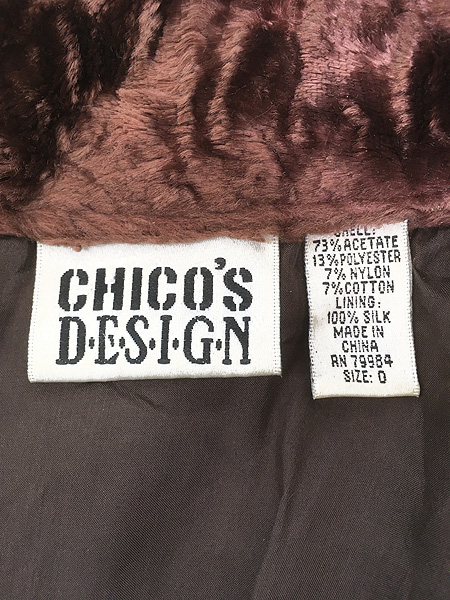 CHICO'S
D·E·S·I·G·N
SHELL:
73% ACETATE
13% POLYESTER
7% NYLON
7% COTTON
LINING:
100% SILK
MADE IN
CHINA
RN 79984
SIZE: 0